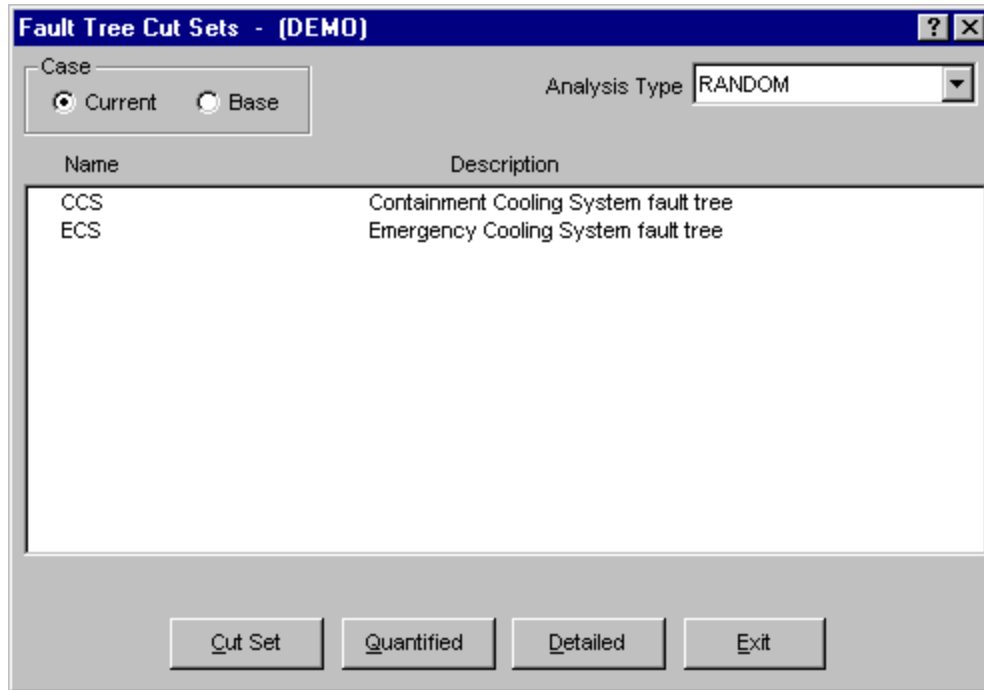 Fault Tree Cut Sets - (DEMO)
Case
Current Base
Analysis Type RANDOM
Name Description
CCS Containment Cooling System fault tree
ECS Emergency Cooling System fault tree
Cut Set Quantified Detailed Exit